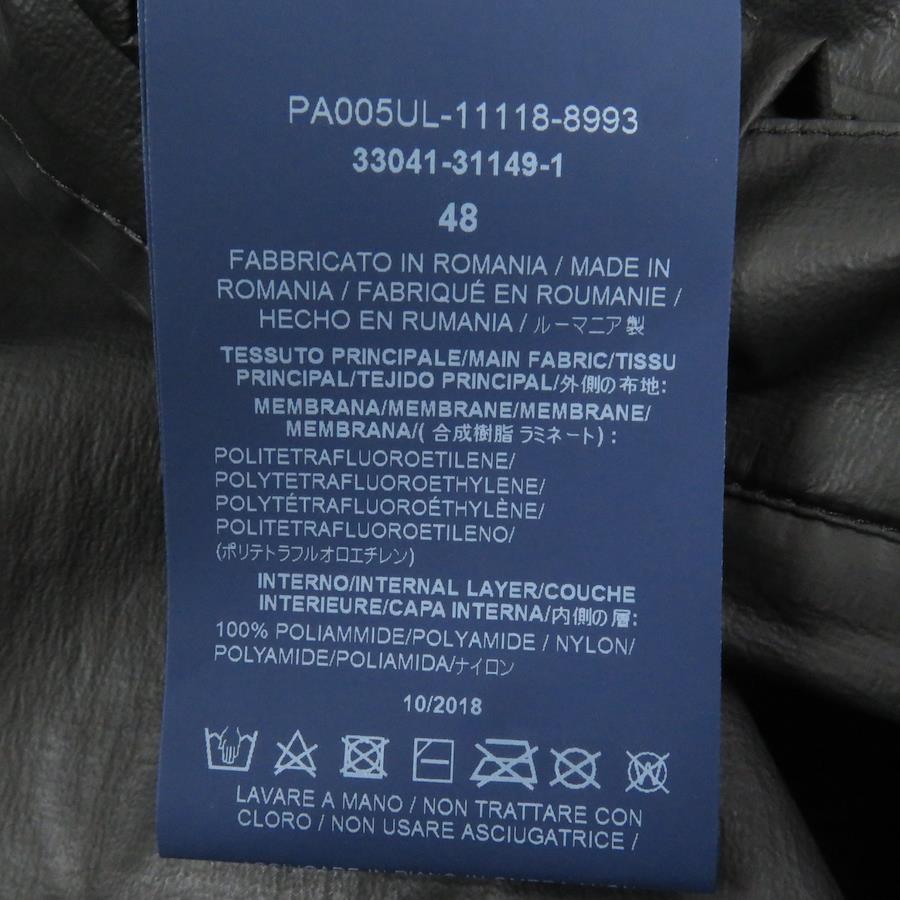 PA005UL-11118-8993
33041-31149-1
48
FABBRICATO IN ROMANIA / MADE IN
ROMANIA / FABRIQUÉ EN ROUMANIE /
HECHO EN RUMANIA / ルーマニア製
TESSUTO PRINCIPALE/MAIN FABRIC/TISSU
PRINCIPAL/TEJIDO PRINCIPAL/外側の布地:
MEMBRANA/MEMBRANE/MEMBRANE/
MEMBRANA/( 合成樹脂 ラミネート) :
POLITETRAFLUOROETILENE/
POLYTETRAFLUOROETHYLENE/
POLYTÉTRAFLUOROÉTHYLÈNE/
POLITETRAFLUOROETILENO/
(ポリテトラフルオロエチレン)
INTERNO/INTERNAL LAYER/COUCHE
INTERIEURE/CAPA INTERNA/内側の層:
100% POLIAMMIDE/POLYAMIDE / NYLON/
POLYAMIDE/POLIAMIDA/ナイロン
10/2018
W
LAVARE A MANO / NON TRATTARE CON
CLORO / NON USARE ASCIUGATRICE /